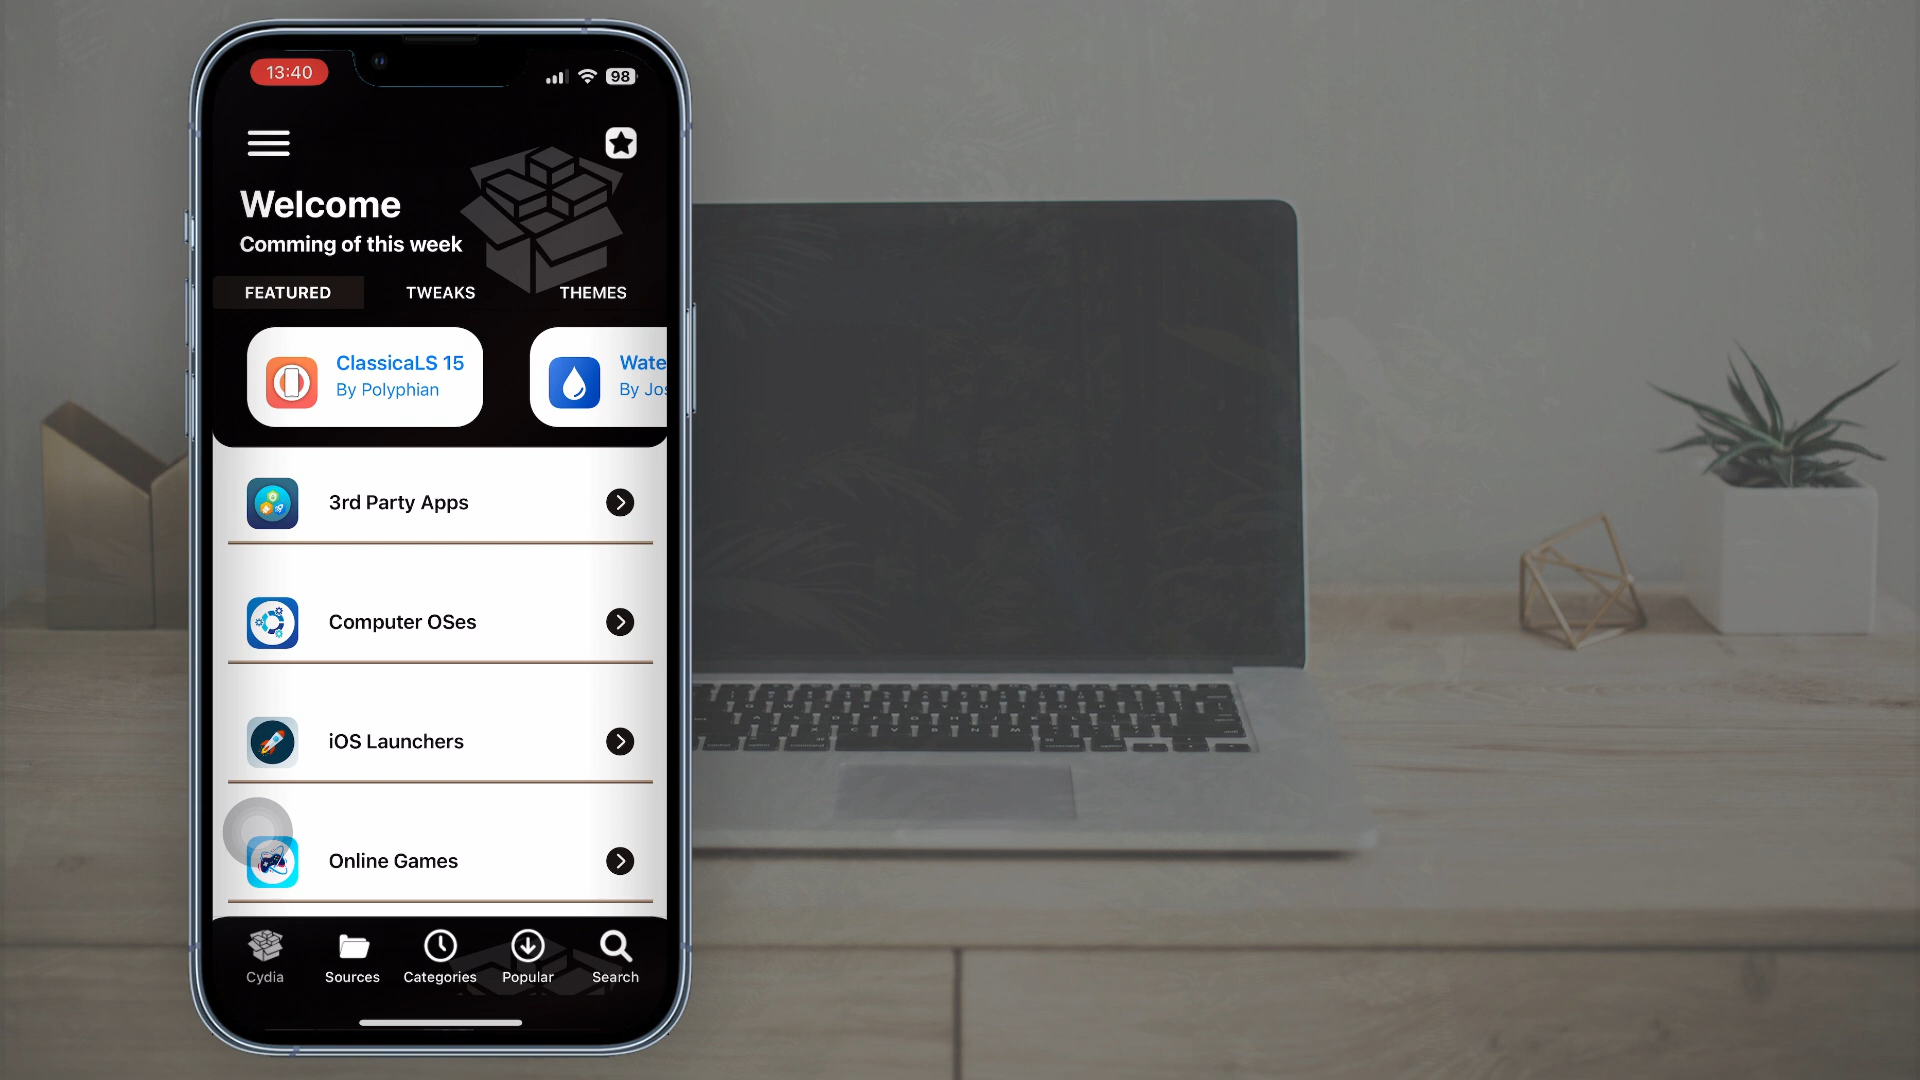 13:40
98
Welcome
Comming of this week
FEATURED TWEAKS THEMES
ClassicaLS 15
By Polyphian
Wate
By Jos
3rd Party Apps
Computer OSes
iOS Launchers
Online Games
Cydia Sources Categories Popular Search